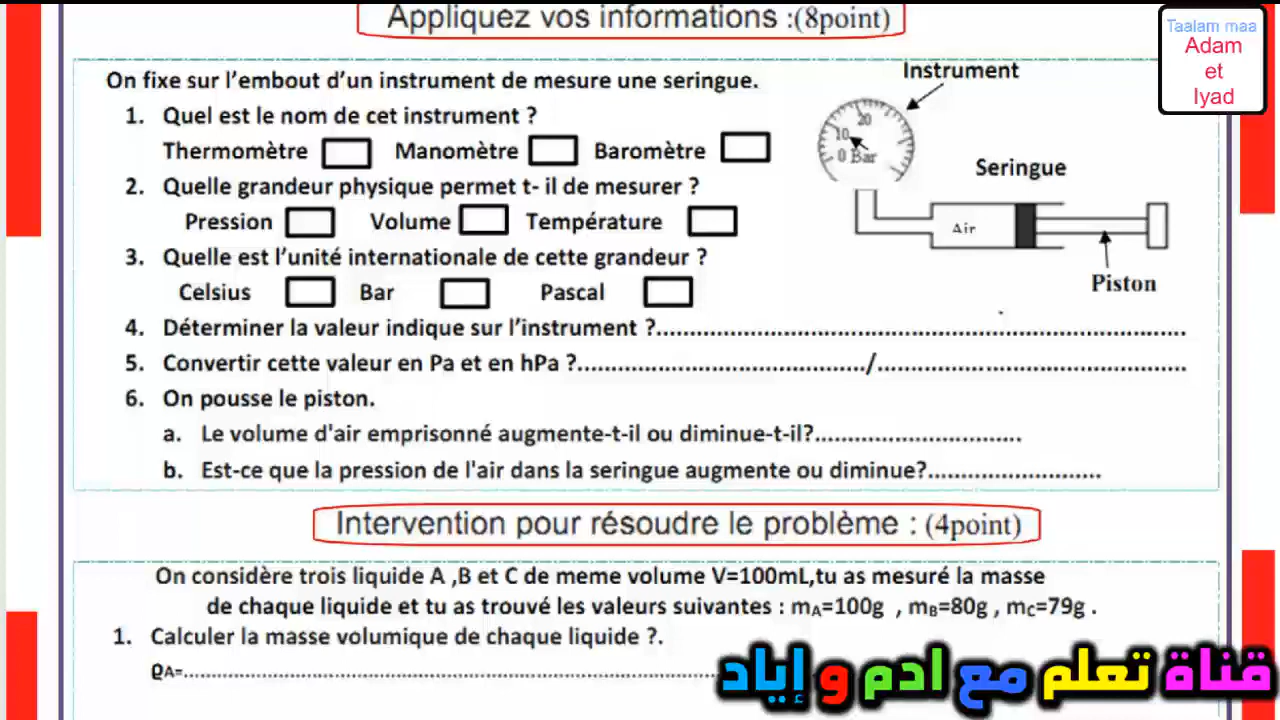 Appliquez vos informations :(8point)
Taalam maa
Adam
et
Iyad
On fixe sur l’embout d’un instrument de mesure une seringue.
1. Quel est le nom de cet instrument ?
Thermomètre Manomètre Baromètre
2. Quelle grandeur physique permet t- il de mesurer ?
Pression Volume Température
3. Quelle est l’unité internationale de cette grandeur ?
Celsius Bar Pascal
Instrument
20
10
0 Bar
Seringue
Air
Piston
4. Déterminer la valeur indique sur l’instrument ?................................................................................
5. Convertir cette valeur en Pa et en hPa ?.........................................../..............................................
6. On pousse le piston.
a. Le volume d'air emprisonné augmente-t-il ou diminue-t-il?...............................
b. Est-ce que la pression de l'air dans la seringue augmente ou diminue?..........................
Intervention pour résoudre le problème : (4point)
On considère trois liquide A ,B et C de meme volume V=100mL,tu as mesuré la masse
de chaque liquide et tu as trouvé les valeurs suivantes : mA=100g , mB=80g , mC=79g .
1. Calculer la masse volumique de chaque liquide ?.
ϱA=................................................................................
قناة تعلم مع ادم و إياد